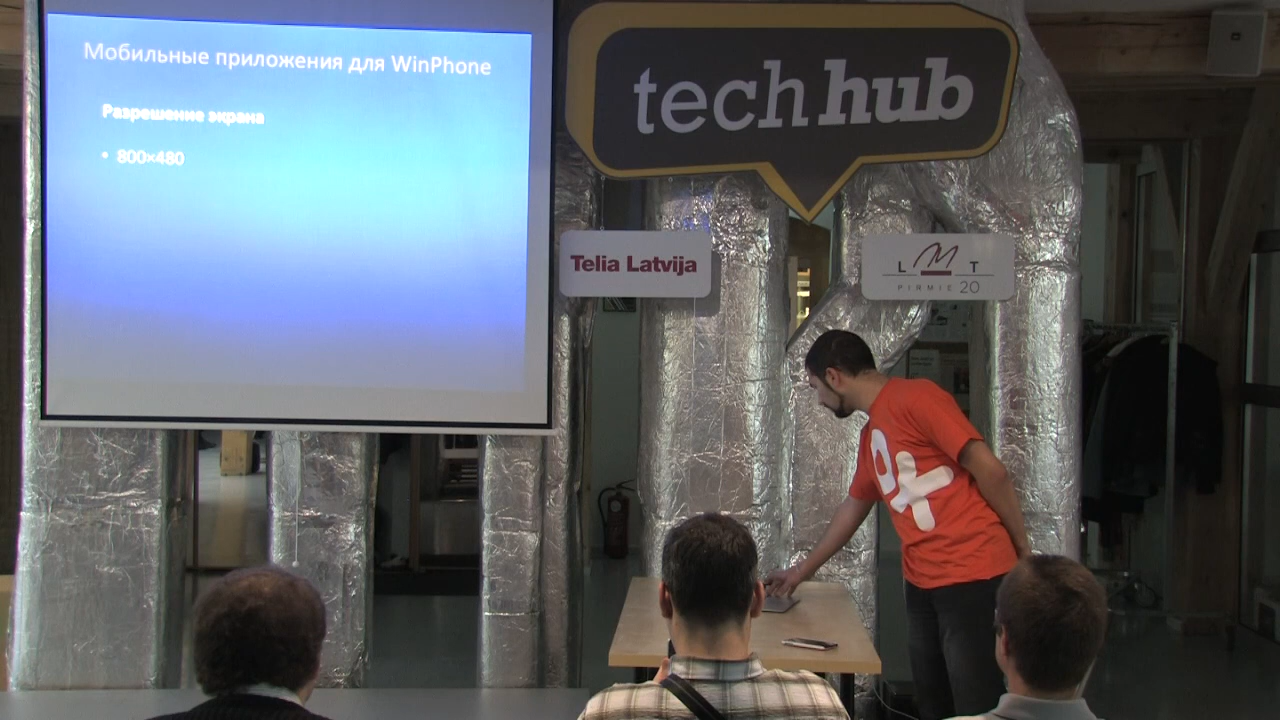 Мобильные приложения для WinPhone
Разрешение экрана
• 800×480
techhub
Telia Latvija
LMT
PIRMIE 20